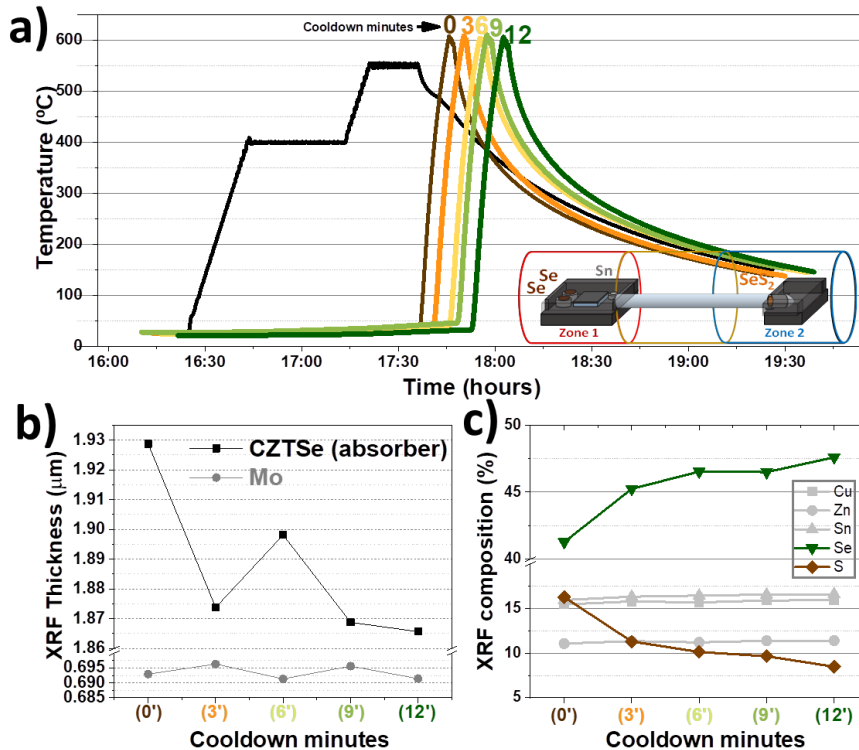 a)
Cooldown minutes 0 3 6 9 12
Temperature (ºC)
600
500
400
300
200
100
0
Se
Se
Sn
SeS2
Zone 1
Zone 2
16:00 16:30 17:00 17:30 18:00 18:30 19:00 19:30
Time (hours)
b)
XRF Thickness (μm)
1.93
1.92
1.91
1.90
1.89
1.88
1.87
1.86
0.695
0.690
0.685
CZTSe (absorber)
Mo
(0') (3') (6') (9') (12')
Cooldown minutes
c)
XRF composition (%)
50
45
40
15
10
5
Cu
Zn
Sn
Se
S
(0') (3') (6') (9') (12')
Cooldown minutes